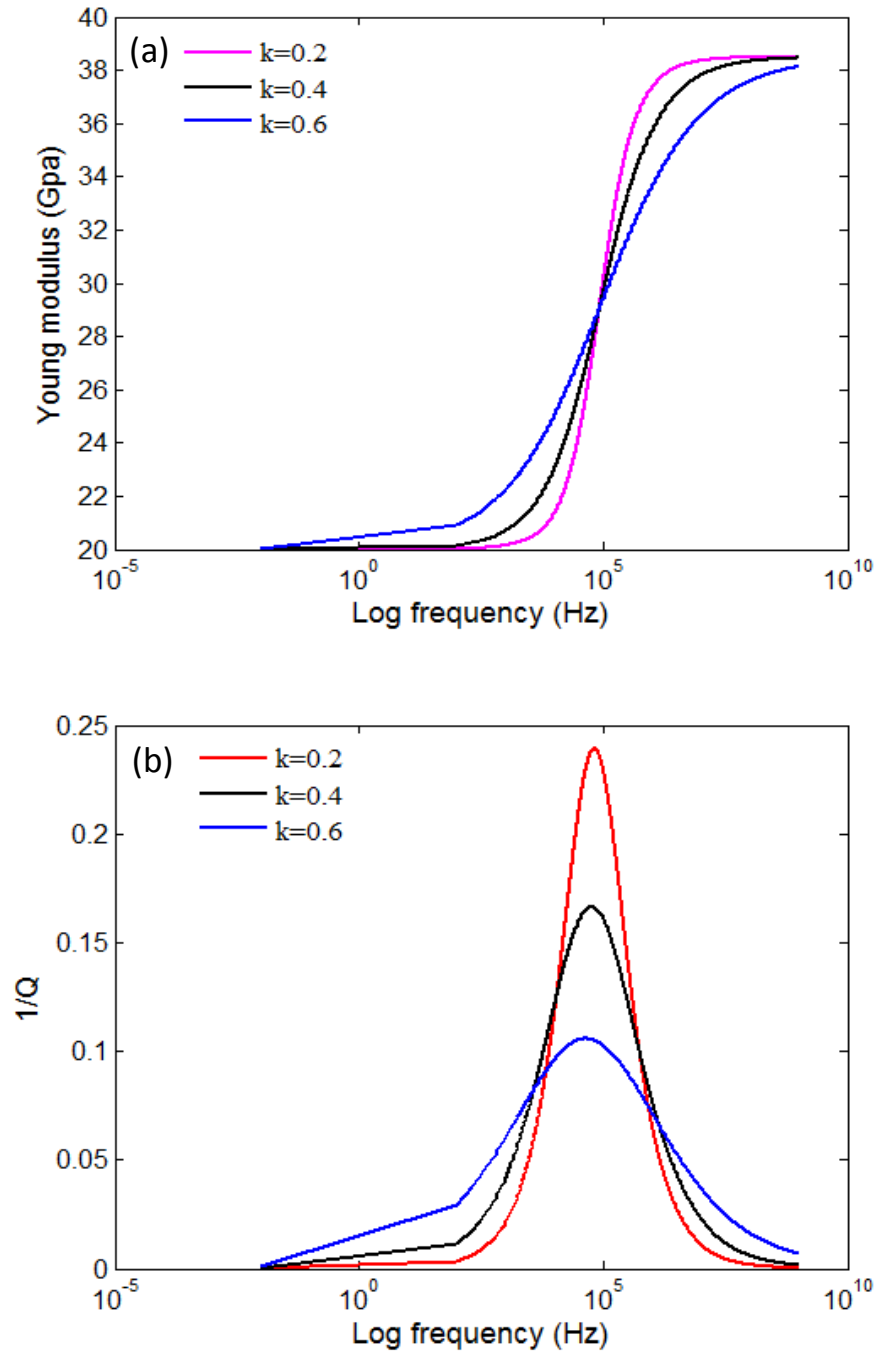 (a)
k=0.2
k=0.4
k=0.6
40
38
36
34
32
30
28
26
24
22
20
Young modulus (Gpa)
10^-5 10^0 10^5 10^10
Log frequency (Hz)
(b)
k=0.2
k=0.4
k=0.6
0.25
0.2
0.15
0.1
0.05
0
1/Q
10^-5 10^0 10^5 10^10
Log frequency (Hz)